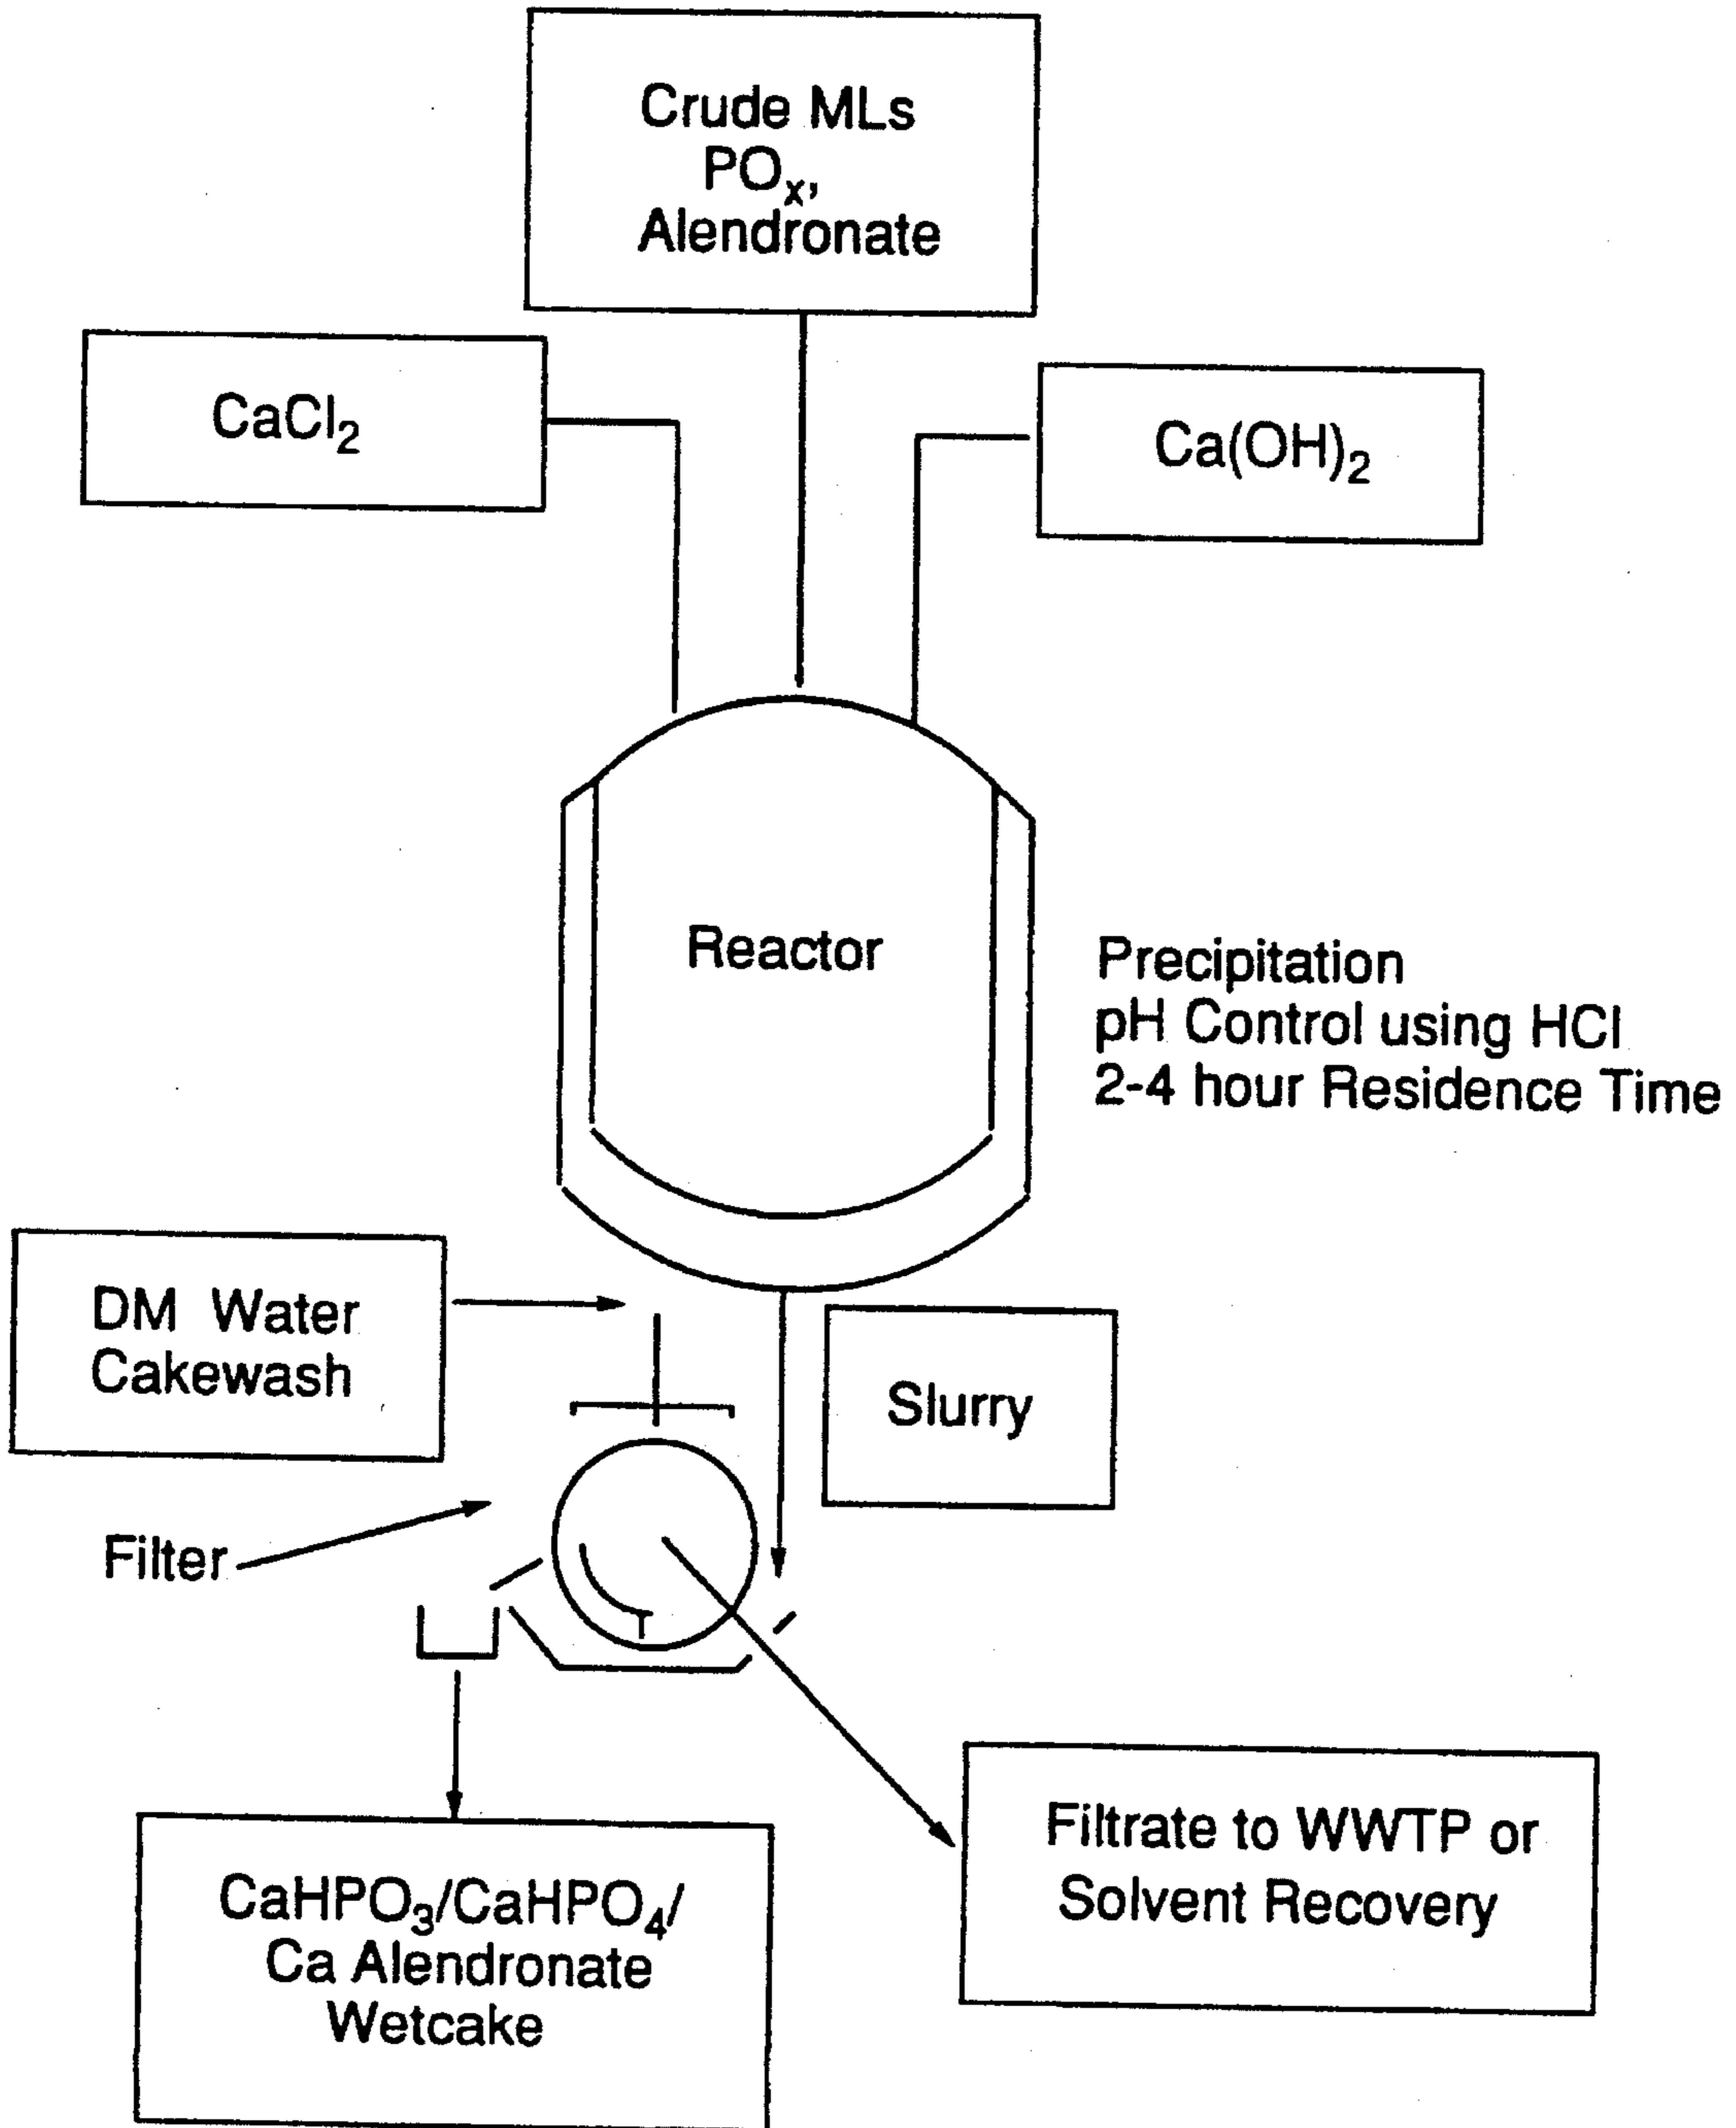 Crude MLs
POₓ,
Alendronate
CaCl₂
Ca(OH)₂
Reactor
Precipitation
pH Control using HCl
2-4 hour Residence Time
DM Water
Cakewash
Slurry
Filter
CaHPO₃/CaHPO₄/
Ca Alendronate
Wetcake
Filtrate to WWTP or
Solvent Recovery